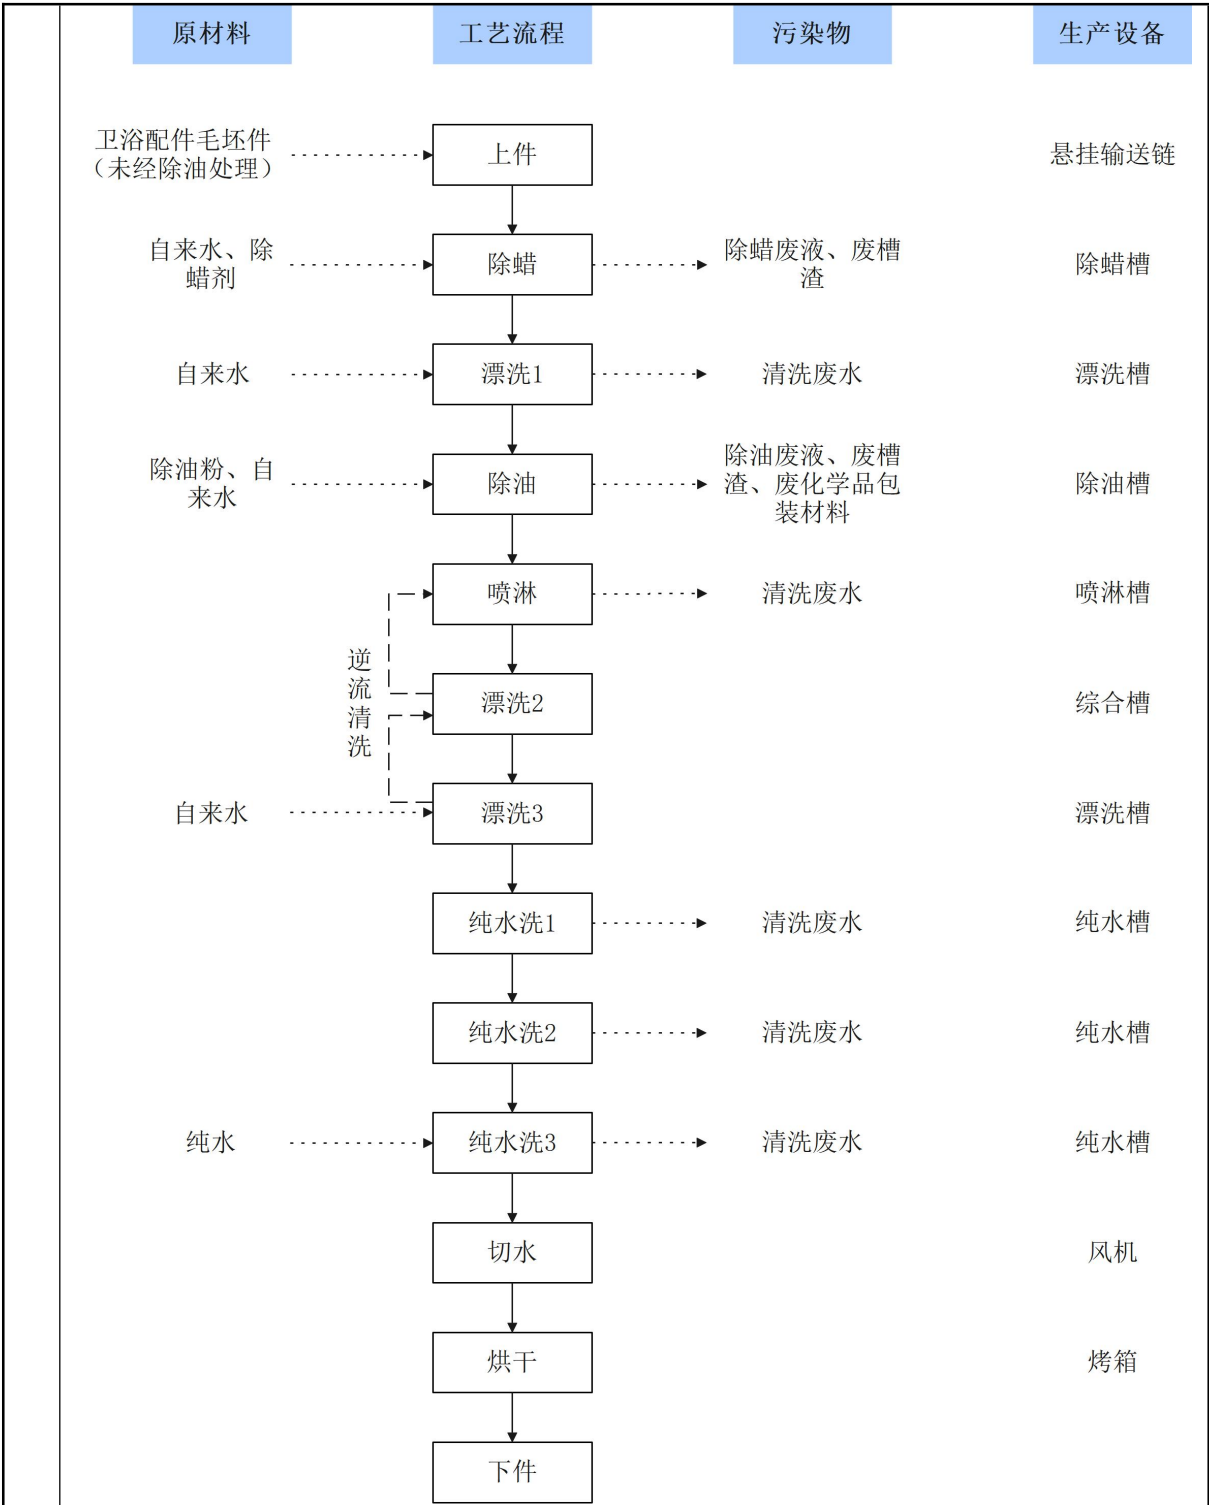 原材料
工艺流程
污染物
生产设备
卫浴配件毛坯件
（未经除油处理）
上件
悬挂输送链
自来水、除
蜡剂
除蜡
除蜡废液、废槽
渣
除蜡槽
自来水
漂洗1
清洗废水
漂洗槽
除油粉、自
来水
除油
除油废液、废槽
渣、废化学品包
装材料
除油槽
喷淋
清洗废水
喷淋槽
逆
流
清
洗
漂洗2
综合槽
自来水
漂洗3
漂洗槽
纯水洗1
清洗废水
纯水槽
纯水洗2
清洗废水
纯水槽
纯水
纯水洗3
清洗废水
纯水槽
切水
风机
烘干
烤箱
下件